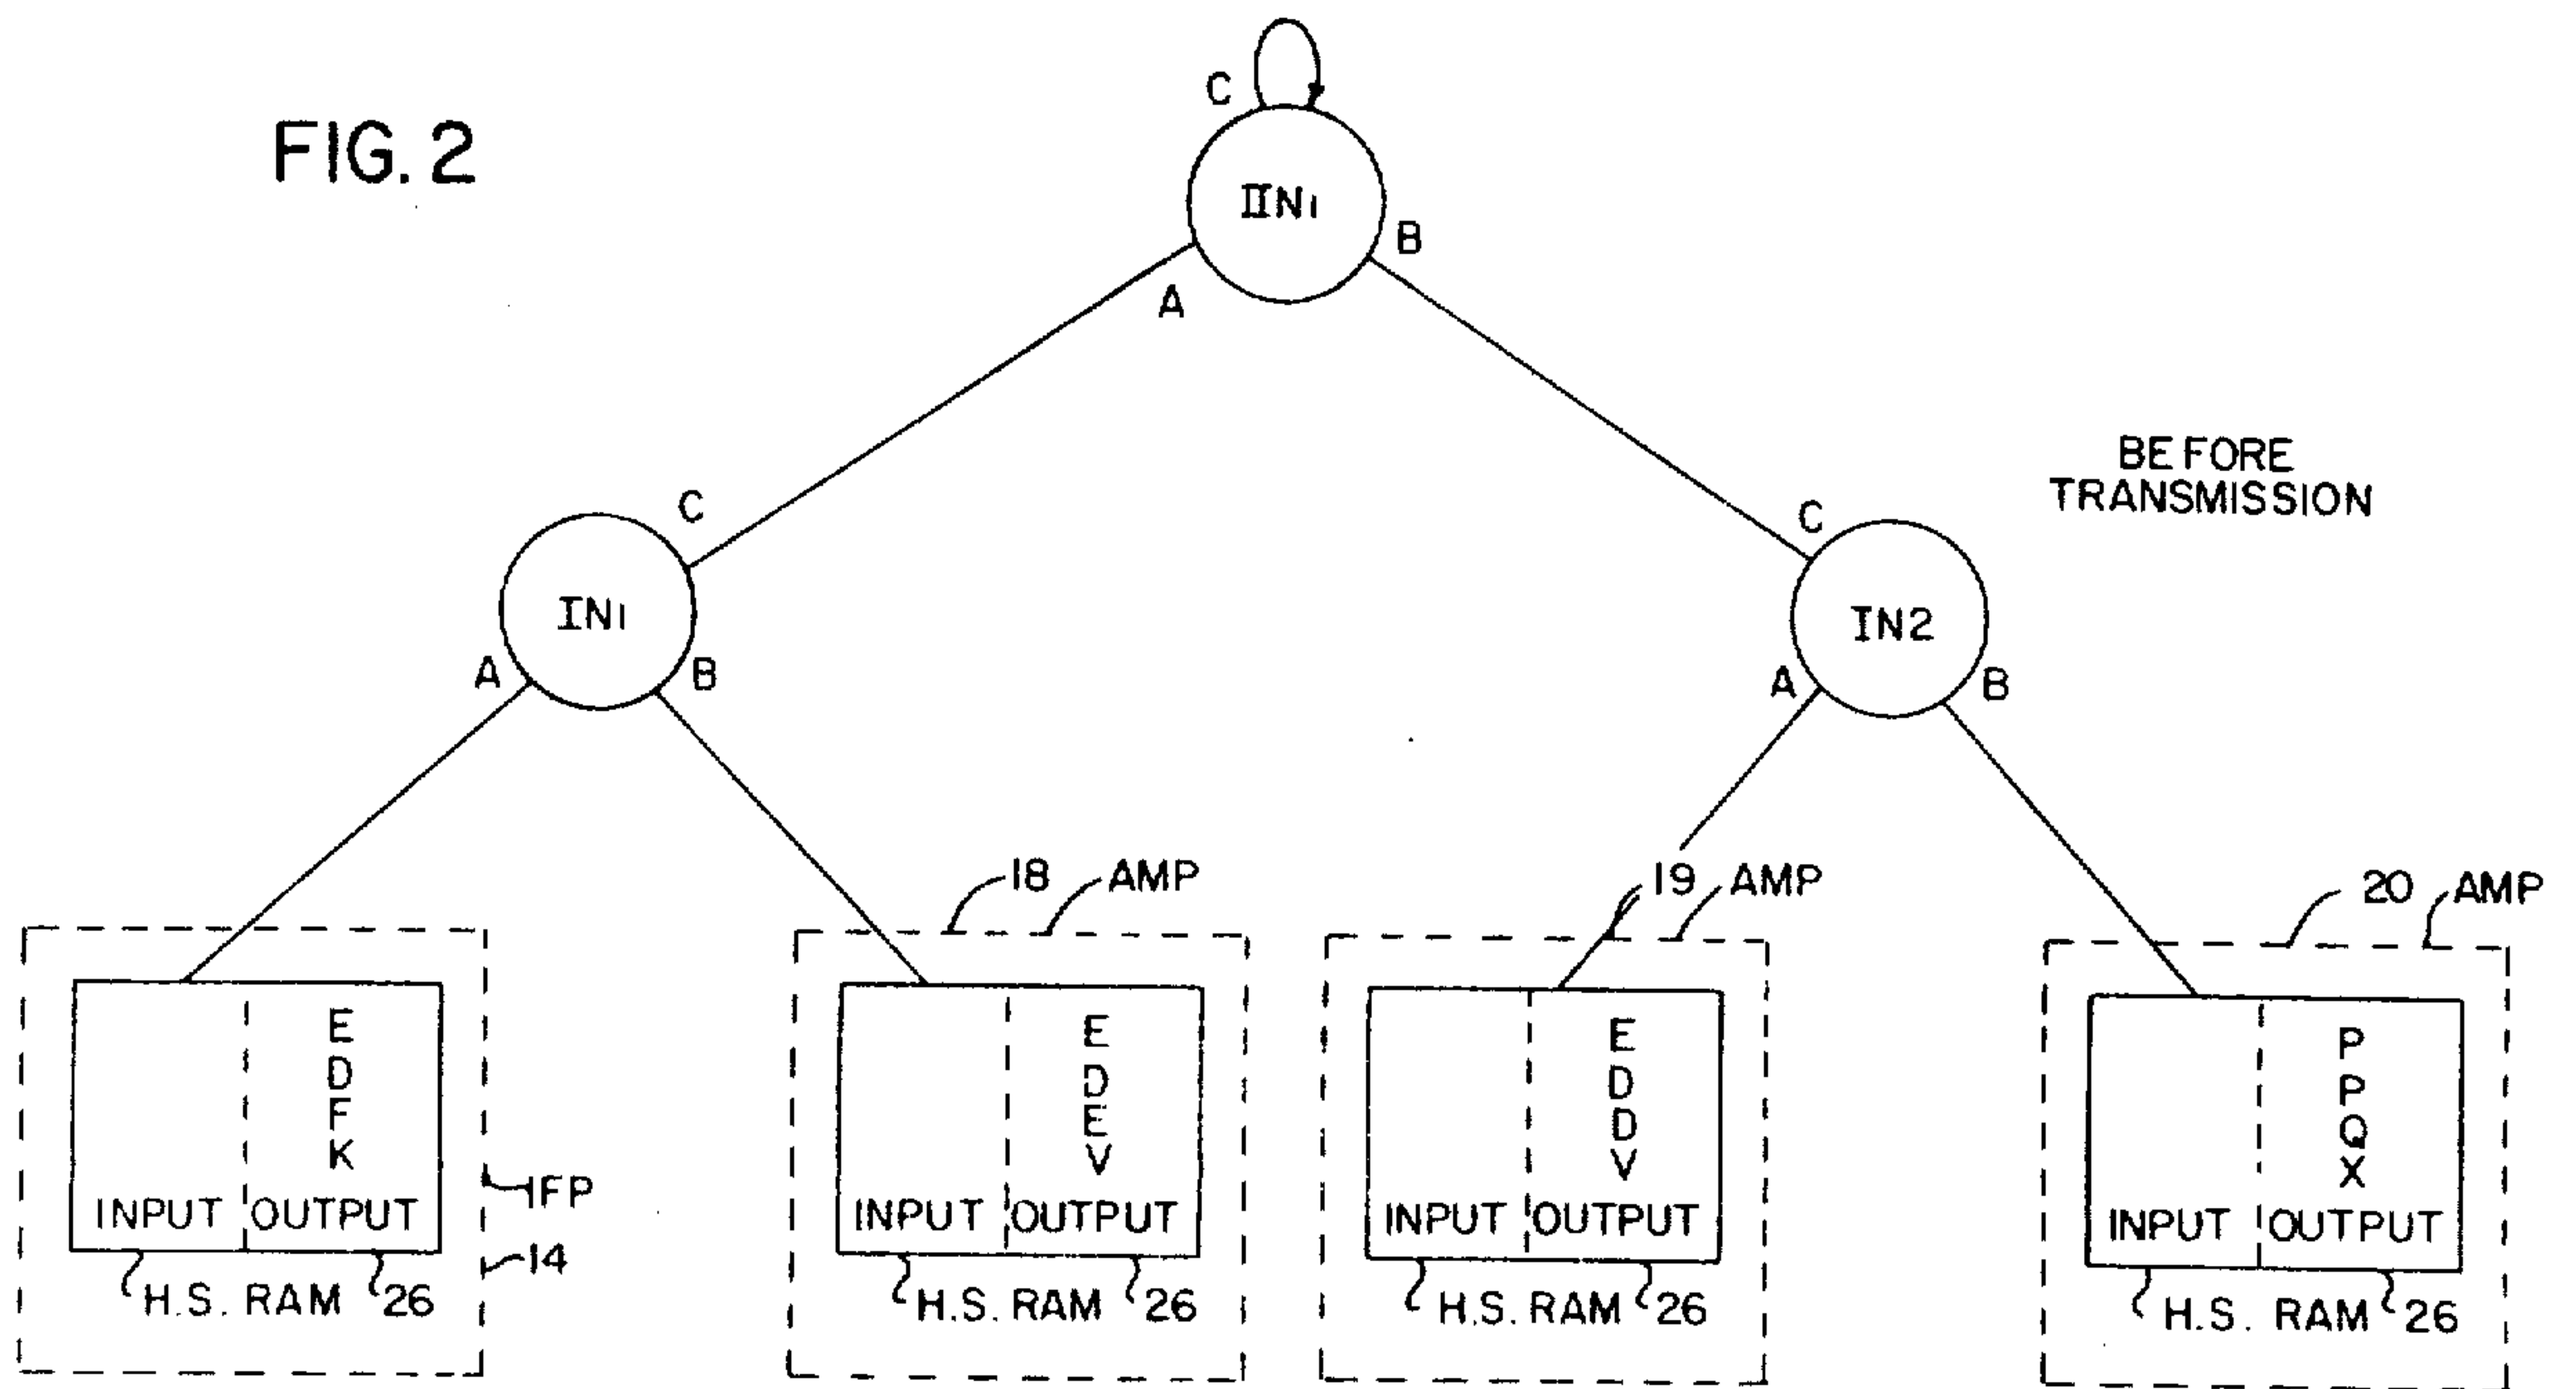 FIG. 2
C
IIN1
B
A
BEFORE
TRANSMISSION
C
C
IN1
IN2
A
B
A
B
18
AMP
19
AMP
20
AMP
E
D
F
K
INPUT
OUTPUT
H.S. RAM
26
IFP
14
E
D
E
V
INPUT
OUTPUT
H.S. RAM
26
E
D
D
V
INPUT
OUTPUT
H.S. RAM
26
P
P
Q
X
INPUT
OUTPUT
H.S. RAM
26